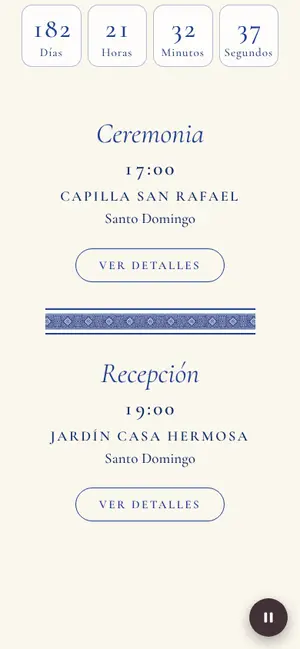 182 21 32 37
Días Horas Minutos Segundos
Ceremonia
17:00
CAPILLA SAN RAFAEL
Santo Domingo
VER DETALLES
Recepción
19:00
JARDÍN CASA HERMOSA
Santo Domingo
VER DETALLES